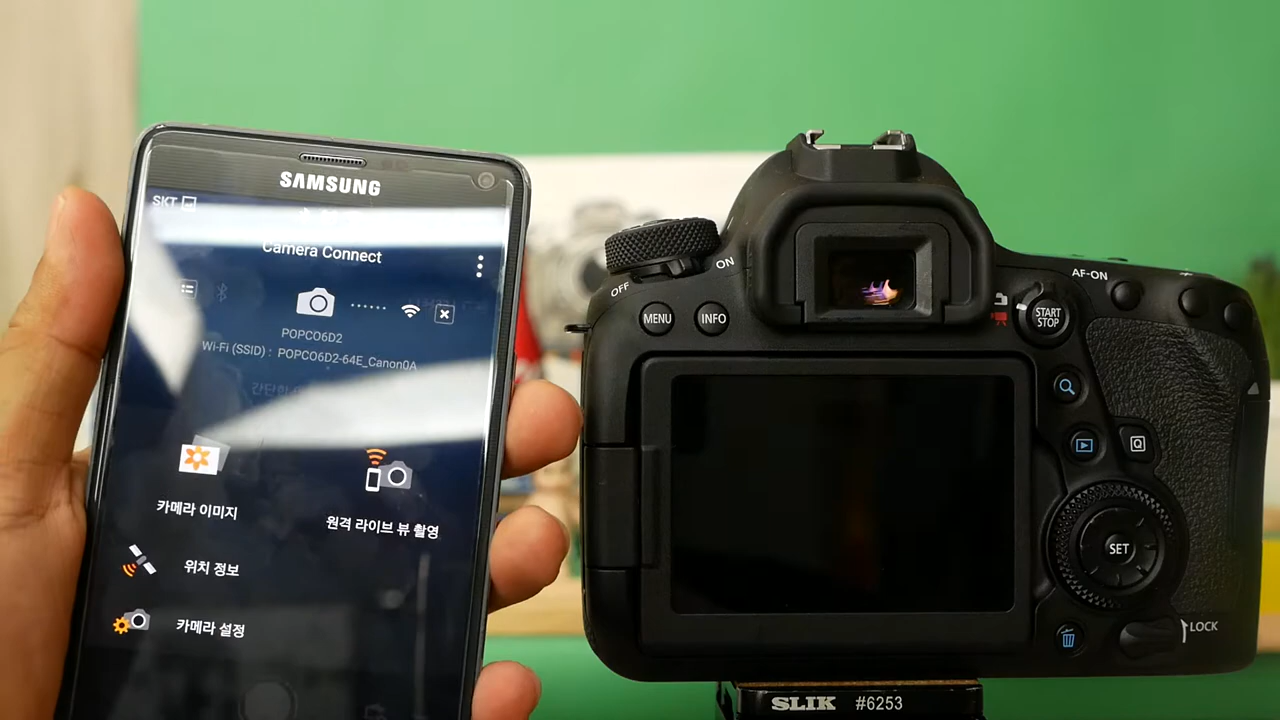 SAMSUNG
SKT
Camera Connect
POPCO6D2
Wi-Fi (SSID) : POPCO6D2-64E_Canon0A
카메라 이미지
원격 라이브 뷰 촬영
위치 정보
카메라 설정
ON
OFF
MENU
INFO
AF-ON
START
STOP
Q
SET
LOCK
SLIK #6253